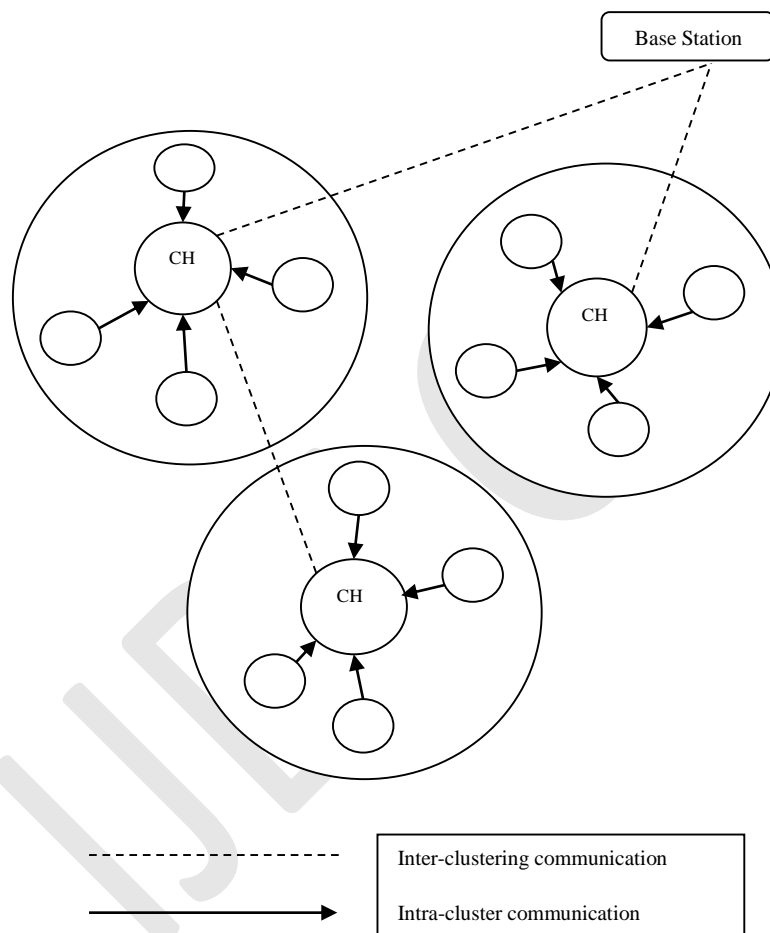 Base Station
CH
CH
CH
Inter-clustering communication
Intra-cluster communication